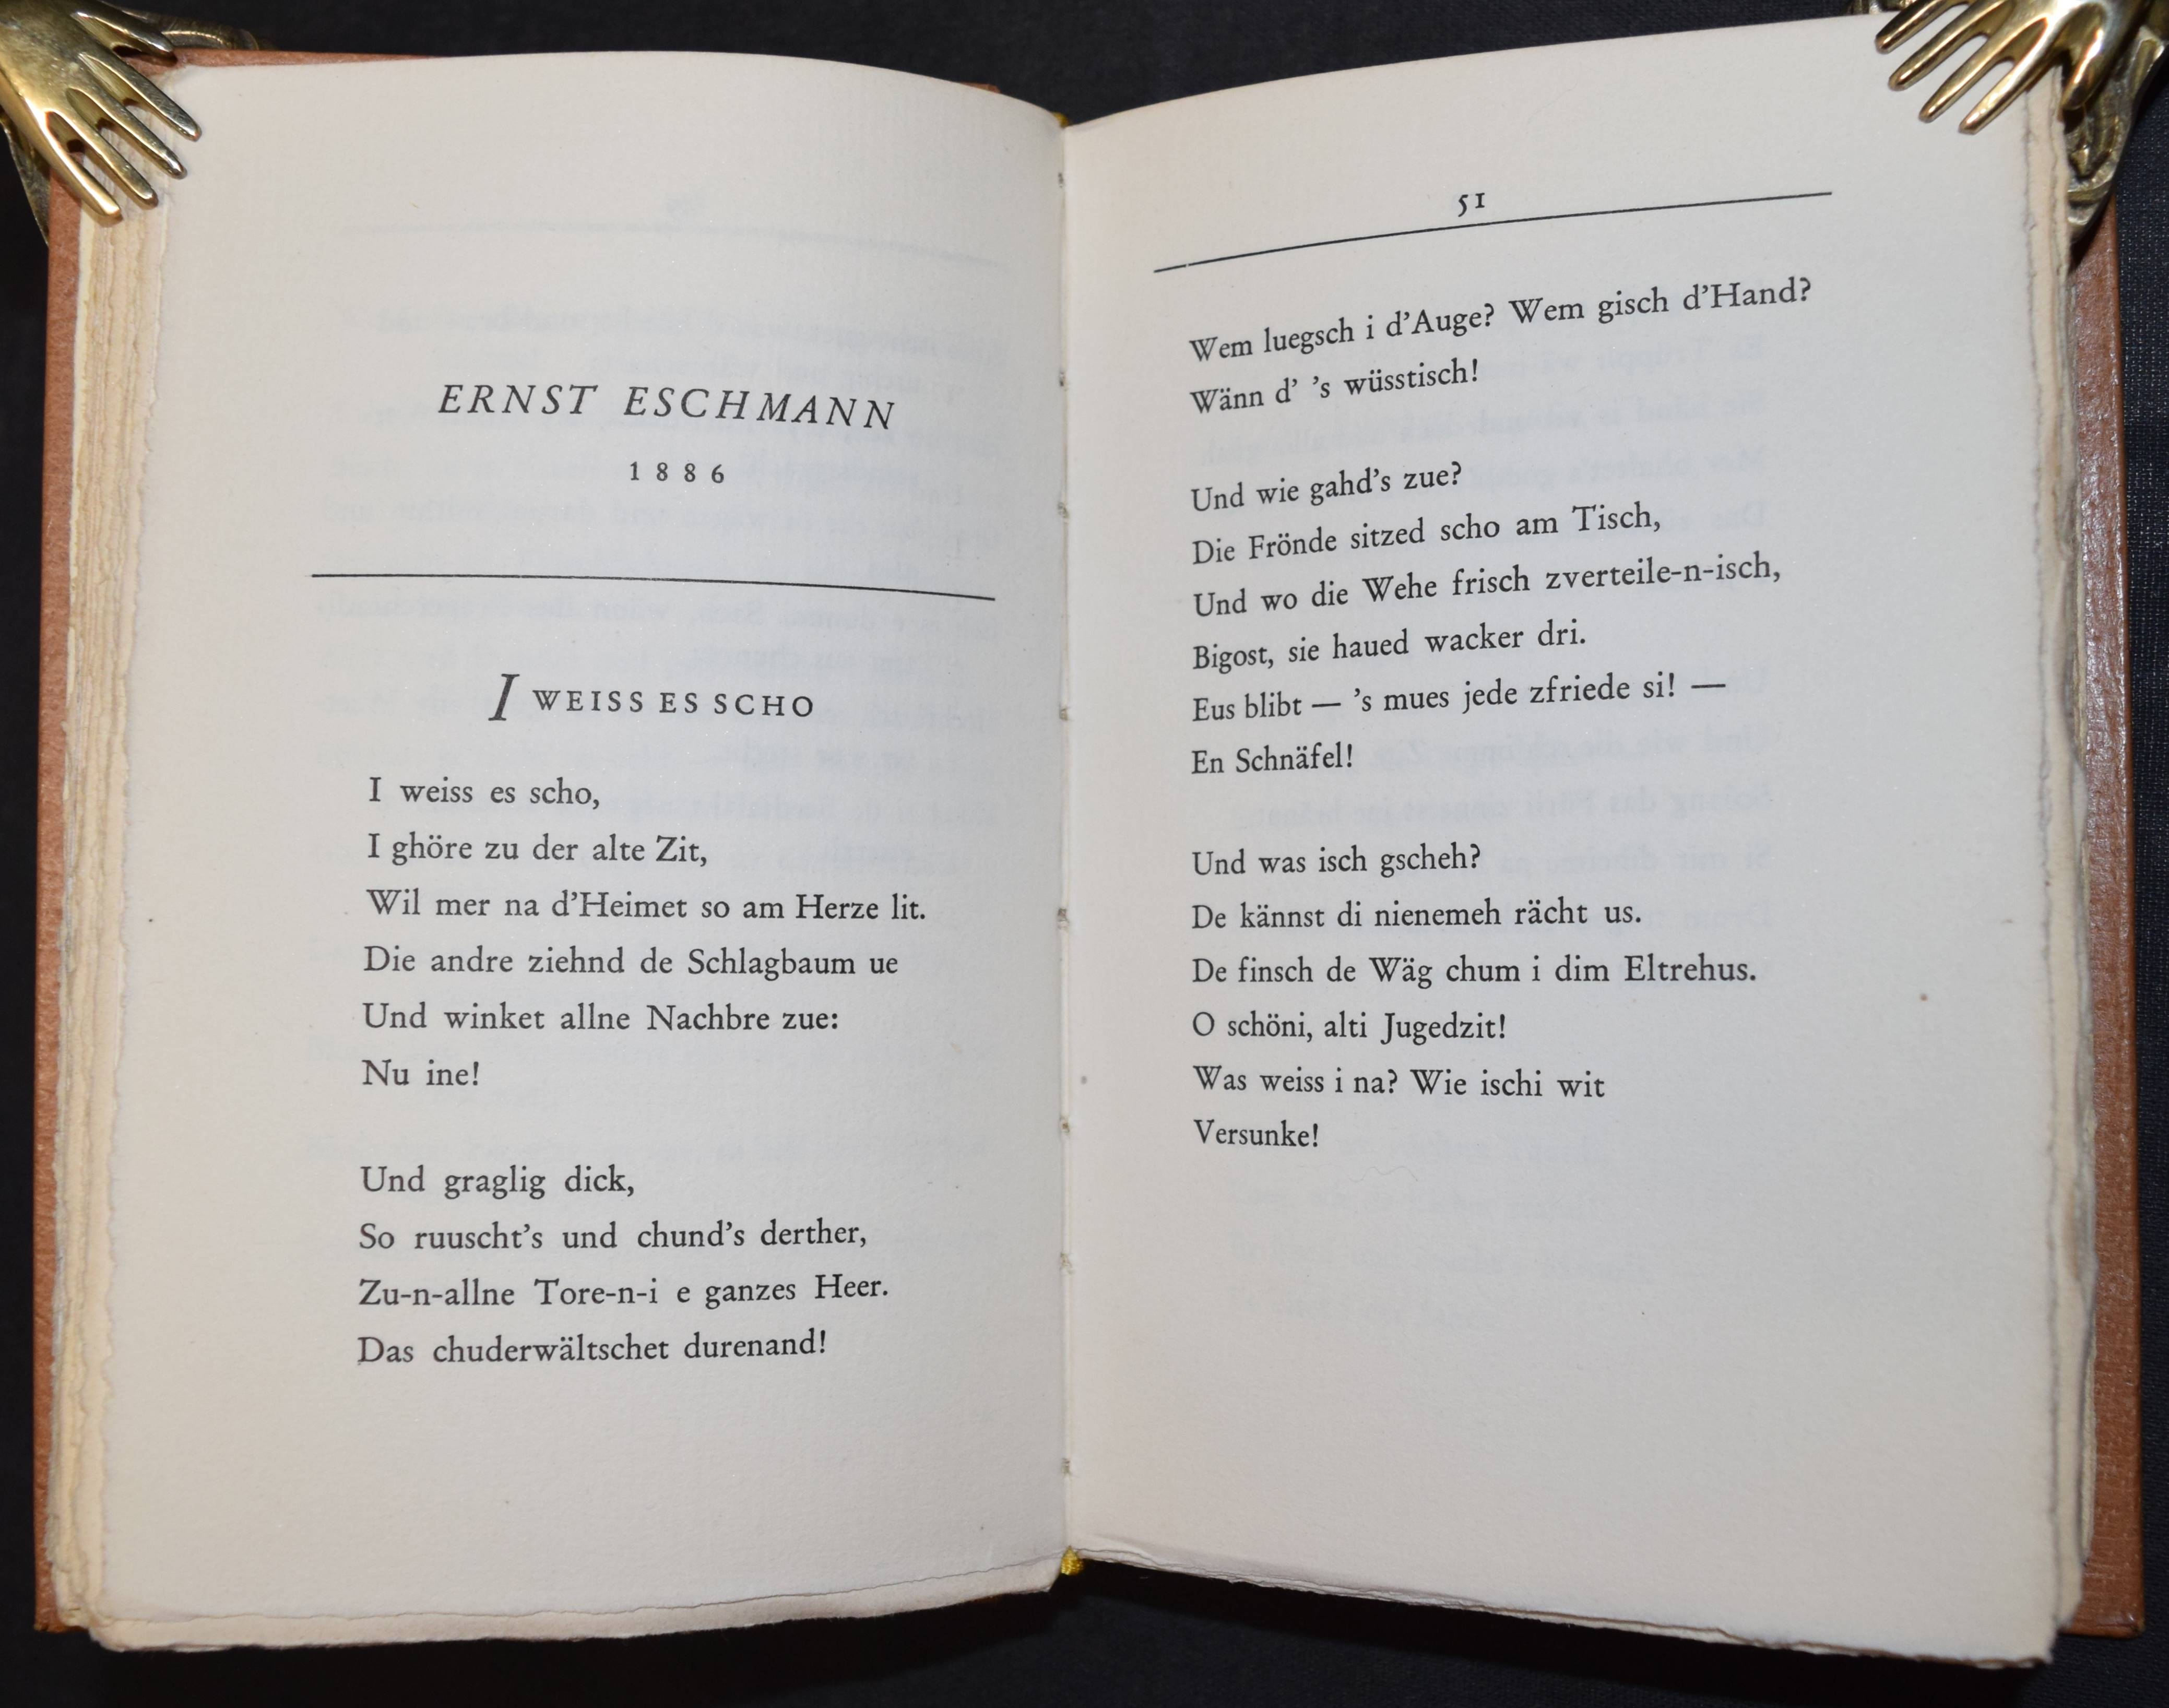 ERNST ESCHMANN
1886
I WEISS ES SCHO
I weiss es scho,
I ghöre zu der alte Zit,
Wil mer na d'Heimet so am Herze lit.
Die andre ziehnd de Schlagbaum ue
Und winket allne Nachbre zue:
Nu ine!
Und graglig dick,
So ruuscht's und chund's derther,
Zu-n-allne Tore-n-i e ganzes Heer.
Das chuderwältschet durenand!
51
Wem luegsch i d'Auge? Wem gisch d'Hand?
Wänn d' 's wüsstisch!
Und wie gahd's zue?
Die Frönde sitzed scho am Tisch,
Und wo die Wehe frisch zverteile-n-isch,
Bigost, sie haued wacker dri.
Eus blibt — 's mues jede zfriede si! —
En Schnäfel!
Und was isch gscheh?
De kännst di nienemeh rächt us.
De finsch de Wäg chum i dim Eltrehus.
O schöni, alti Jugedzit!
Was weiss i na? Wie ischi wit
Versunke!